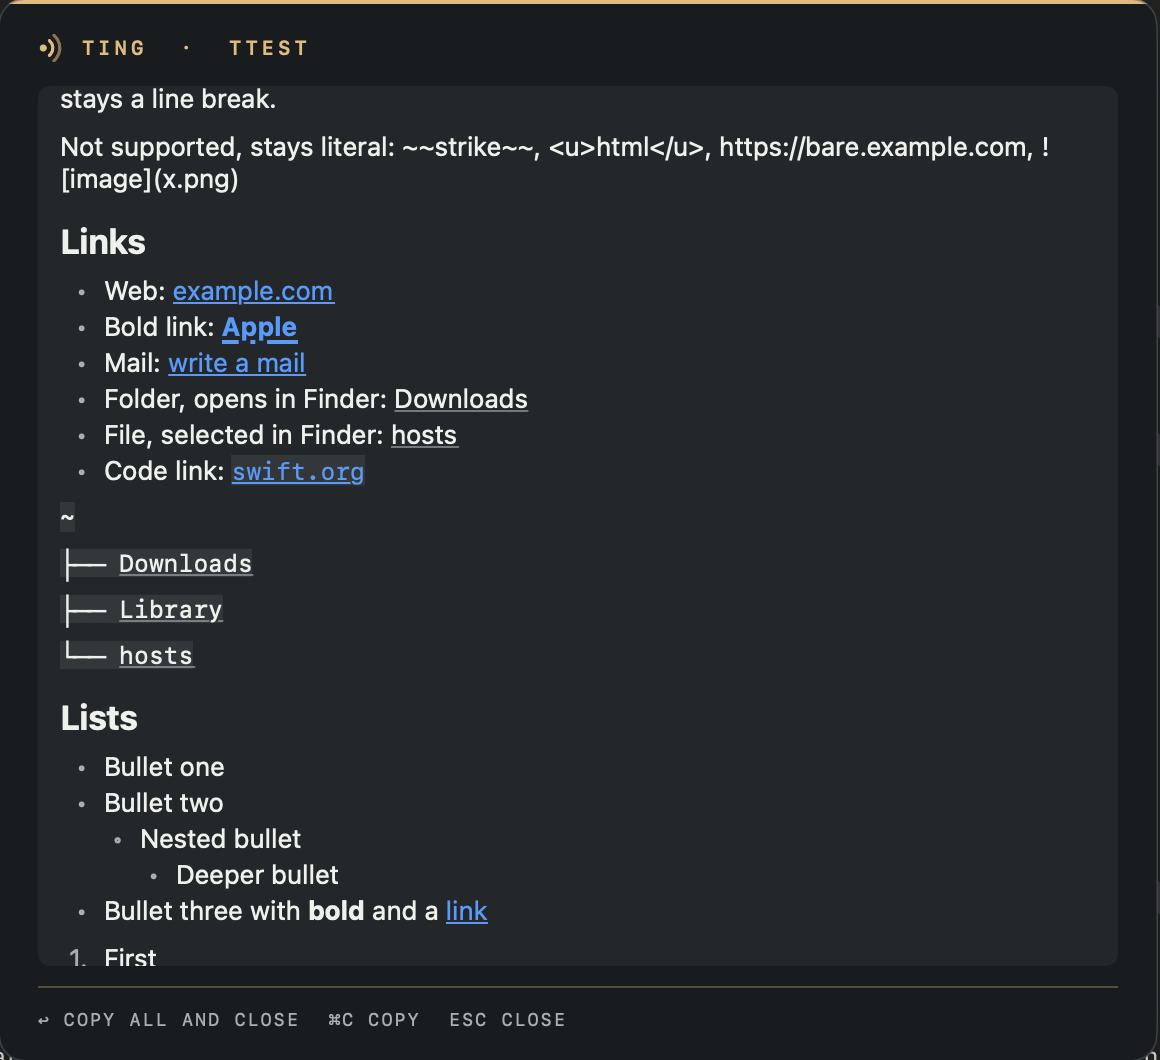 TING · TTEST
stays a line break.
Not supported, stays literal: ~~strike~~, <u>html</u>, https://bare.example.com, !
[image](x.png)
Links
• Web: example.com
• Bold link: Apple
• Mail: write a mail
• Folder, opens in Finder: Downloads
• File, selected in Finder: hosts
• Code link: swift.org
~
├── Downloads
├── Library
└── hosts
Lists
• Bullet one
• Bullet two
• Nested bullet
• Deeper bullet
• Bullet three with bold and a link
1. First
↩ COPY ALL AND CLOSE ⌘C COPY ESC CLOSE